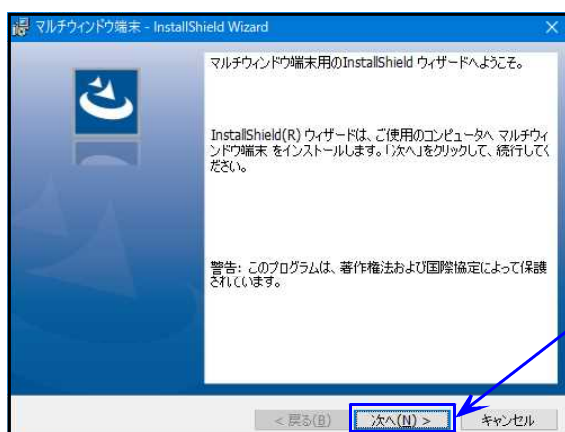 マルチウィンドウ端末 - InstallShield Wizard
マルチウィンドウ端末用のInstallShield ウィザードへようこそ。
InstallShield(R) ウィザードは、ご使用のコンピュータへ マルチウィ
ンドウ端末 をインストールします。「次へ」をクリックして、続行してく
ださい。
警告: このプログラムは、著作権法および国際協定によって保護
されています。
< 戻る(B)
次へ(N) >
キャンセル